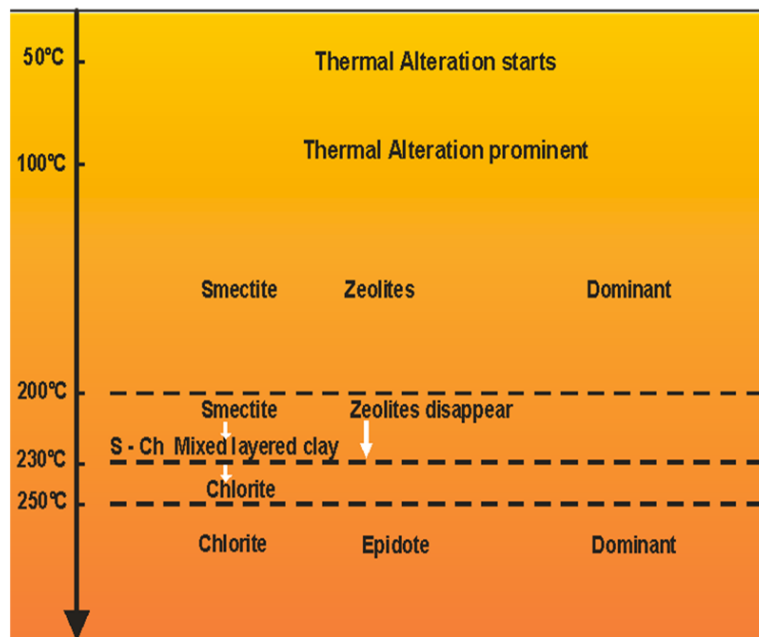 50°C Thermal Alteration starts
100°C Thermal Alteration prominent
Smectite Zeolites Dominant
200°C
Smectite Zeolites disappear
S - Ch Mixed layered clay
230°C
Chlorite
250°C
Chlorite Epidote Dominant